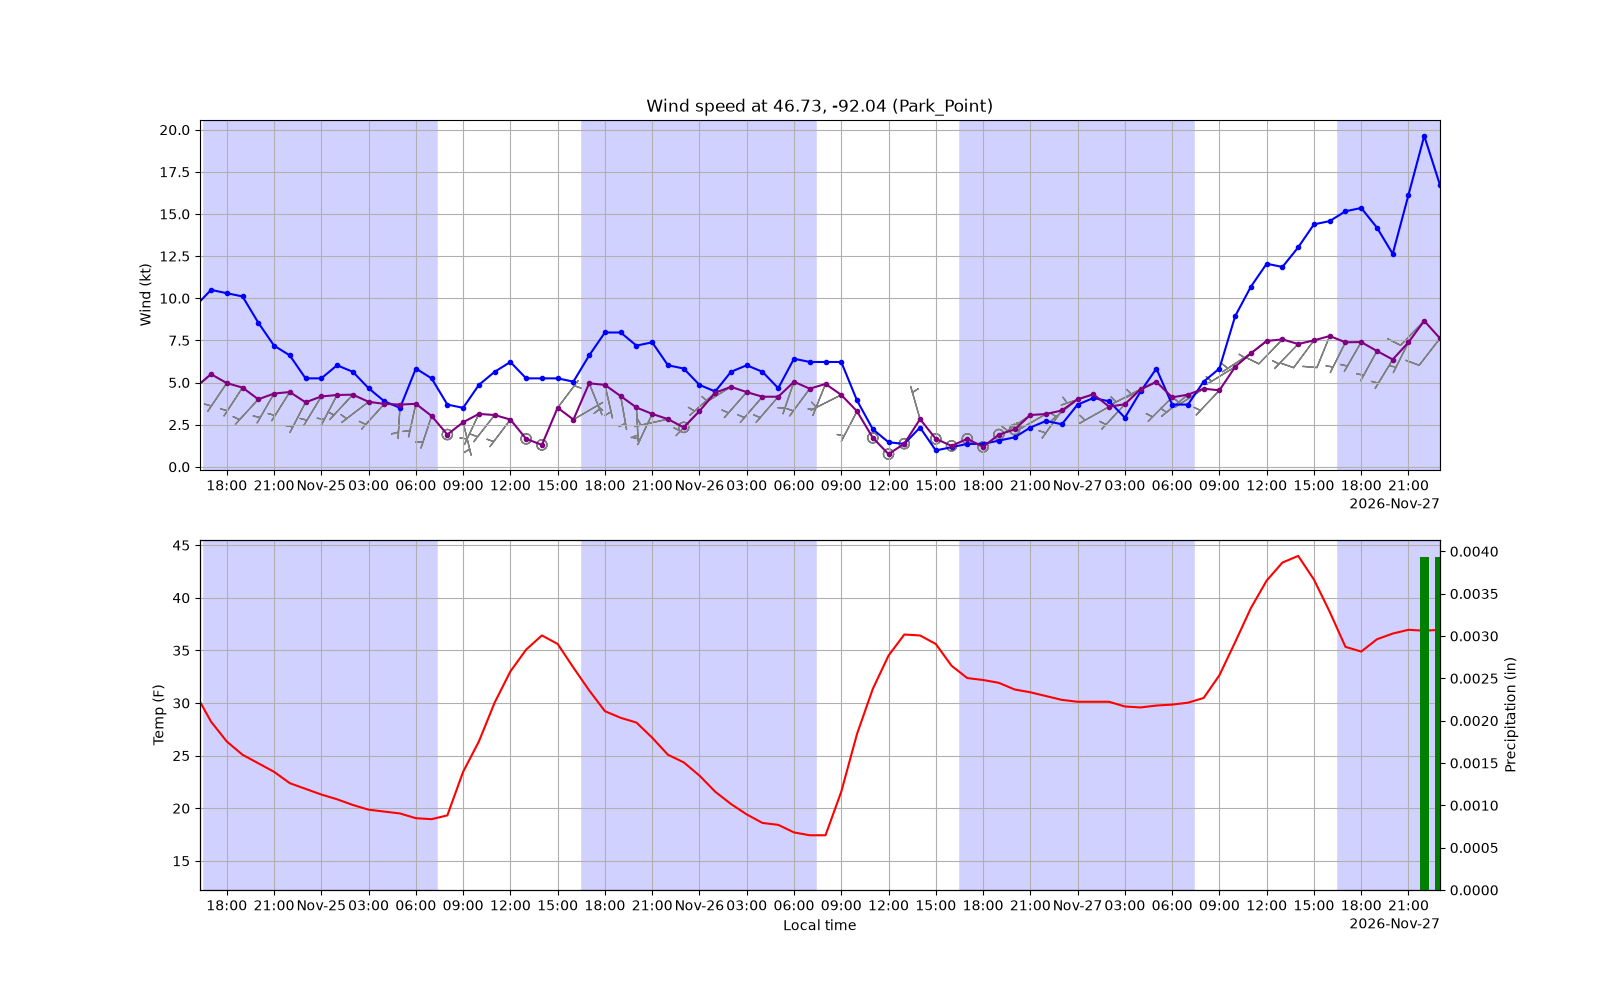 Wind speed at 46.73, -92.04 (Park_Point)
20.0
17.5
15.0
12.5
10.0
7.5
5.0
2.5
0.0
Wind (kt)
18:00 21:00 Nov-25 03:00 06:00 09:00 12:00 15:00 18:00 21:00 Nov-26 03:00 06:00 09:00 12:00 15:00 18:00 21:00 Nov-27 03:00 06:00 09:00 12:00 15:00 18:00 21:00
2026-Nov-27
45
40
35
30
25
20
15
Temp (F)
0.0040
0.0035
0.0030
0.0025
0.0020
0.0015
0.0010
0.0005
0.0000
Precipitation (in)
18:00 21:00 Nov-25 03:00 06:00 09:00 12:00 15:00 18:00 21:00 Nov-26 03:00 06:00 09:00 12:00 15:00 18:00 21:00 Nov-27 03:00 06:00 09:00 12:00 15:00 18:00 21:00
Local time
2026-Nov-27